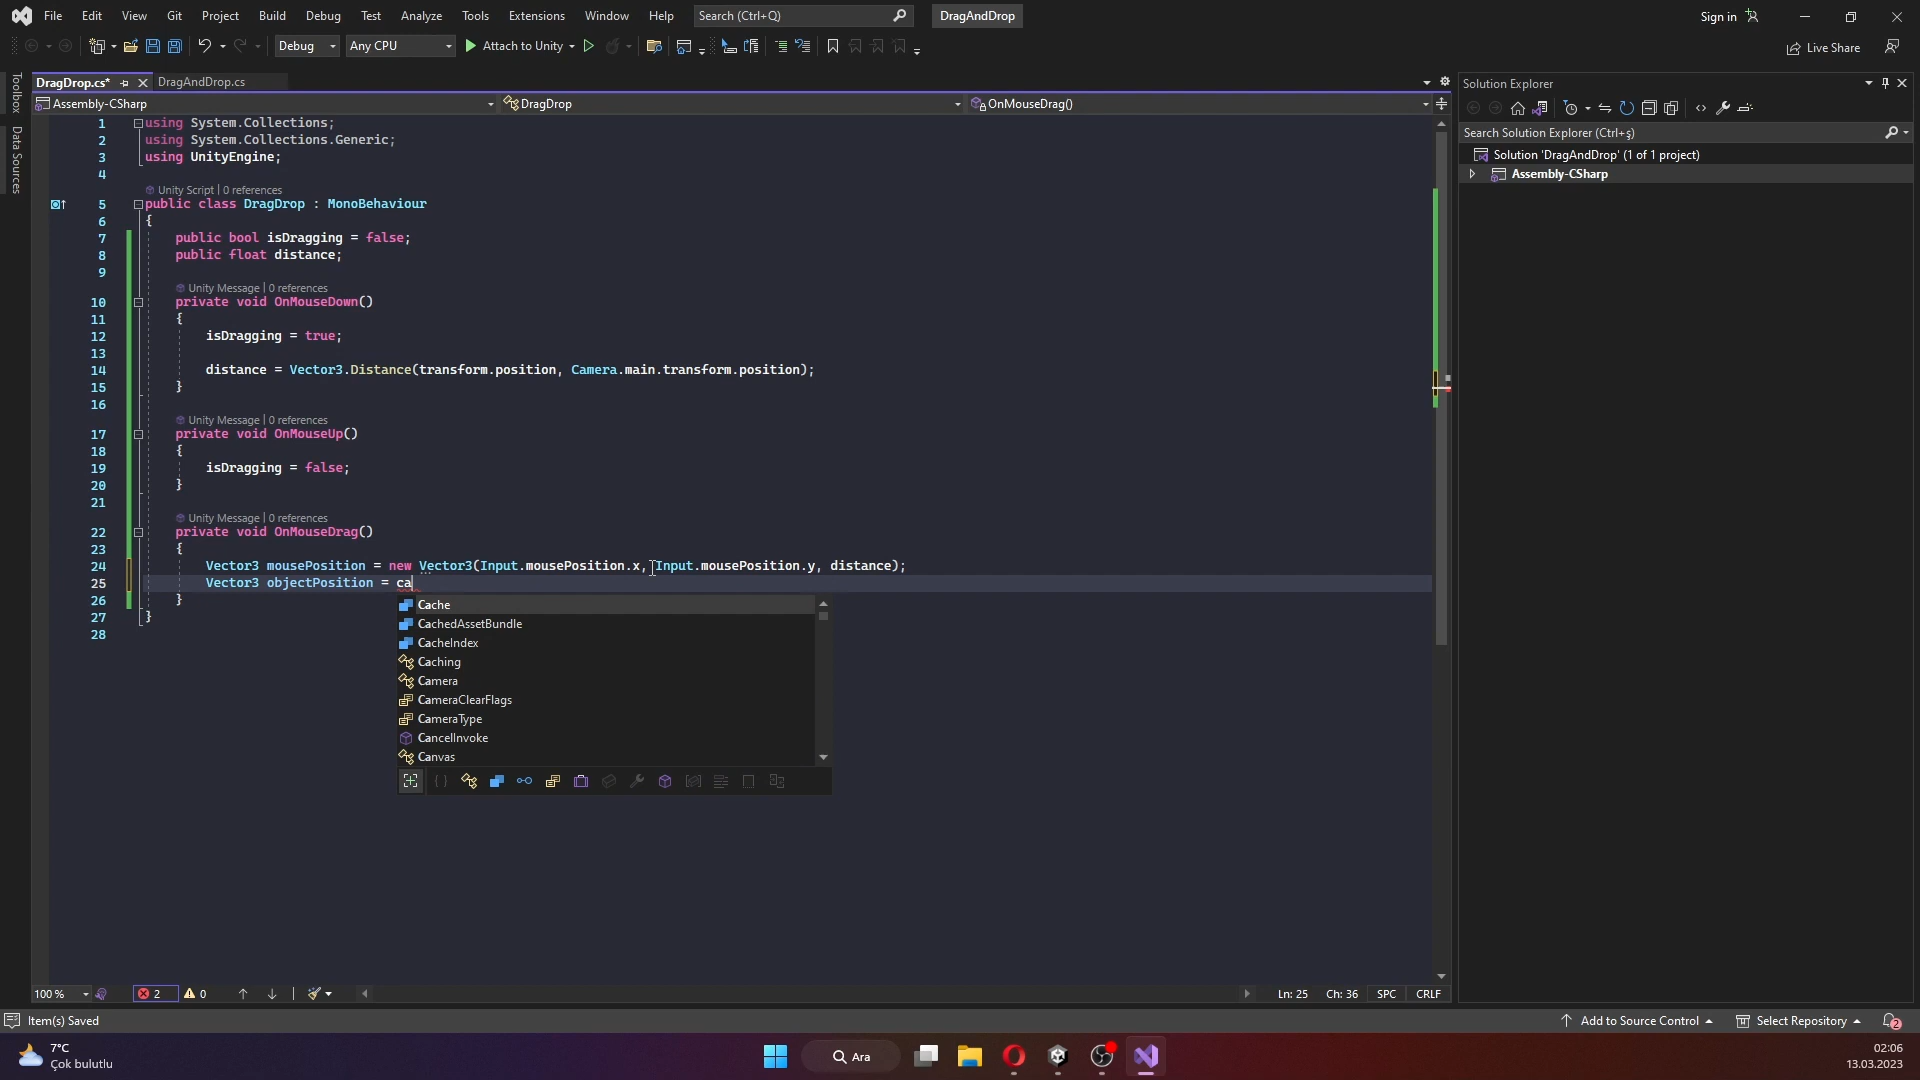 File Edit View Git Project Build Debug Test Analyze Tools Extensions Window Help Search (Ctrl+Q) DragAndDrop Sign in
Debug Any CPU Attach to Unity Live Share
Toolbox
Data Sources
DragDrop.cs* DragAndDrop.cs
Assembly-CSharp DragDrop OnMouseDrag()
1 using System.Collections;
2 using System.Collections.Generic;
3 using UnityEngine;
4
Unity Script | 0 references
5 public class DragDrop : MonoBehaviour
6 {
7 public bool isDragging = false;
8 public float distance;
9
Unity Message | 0 references
10 private void OnMouseDown()
11 {
12 isDragging = true;
13
14 distance = Vector3.Distance(transform.position, Camera.main.transform.position);
15 }
16
Unity Message | 0 references
17 private void OnMouseUp()
18 {
19 isDragging = false;
20 }
21
Unity Message | 0 references
22 private void OnMouseDrag()
23 {
24 Vector3 mousePosition = new Vector3(Input.mousePosition.x, Input.mousePosition.y, distance);
25 Vector3 objectPosition = ca
26 }
27 }
28
Cache
CachedAssetBundle
CacheIndex
Caching
Camera
CameraClearFlags
CameraType
CancelInvoke
Canvas
Solution Explorer
Search Solution Explorer (Ctrl+ş)
Solution 'DragAndDrop' (1 of 1 project)
Assembly-CSharp
100 % 2 0 Ln: 25 Ch: 36 SPC CRLF
Item(s) Saved Add to Source Control Select Repository 2
7°C
Çok bulutlu
Ara
02:06
13.03.2023